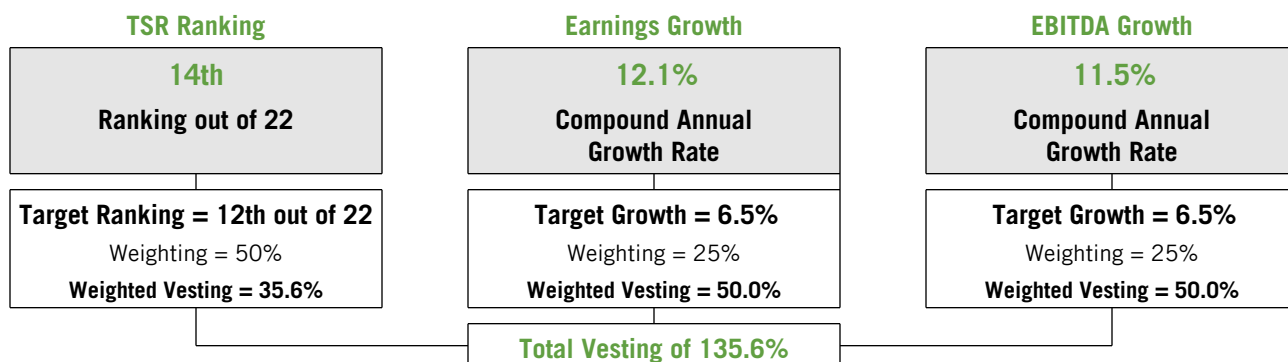 TSR Ranking
14th
Ranking out of 22
Target Ranking = 12th out of 22
Weighting = 50%
Weighted Vesting = 35.6%
Earnings Growth
12.1%
Compound Annual
Growth Rate
Target Growth = 6.5%
Weighting = 25%
Weighted Vesting = 50.0%
EBITDA Growth
11.5%
Compound Annual
Growth Rate
Target Growth = 6.5%
Weighting = 25%
Weighted Vesting = 50.0%
Total Vesting of 135.6%